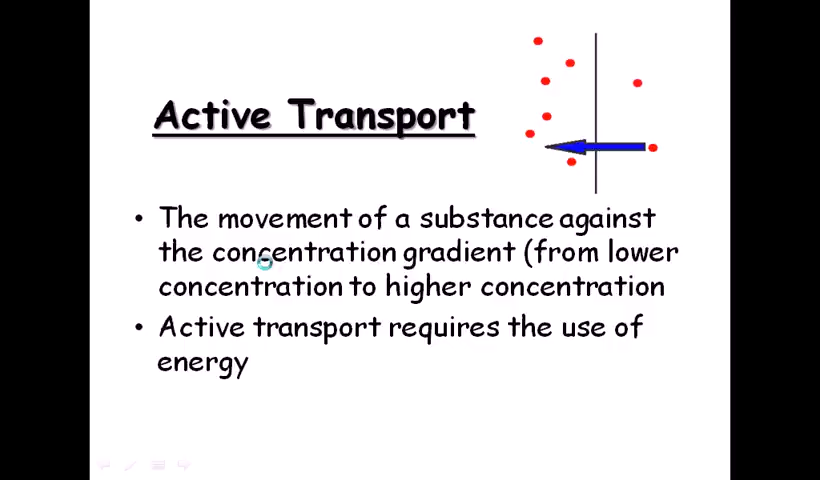 Active Transport
• The movement of a substance against
the concentration gradient (from lower
concentration to higher concentration
• Active transport requires the use of
energy